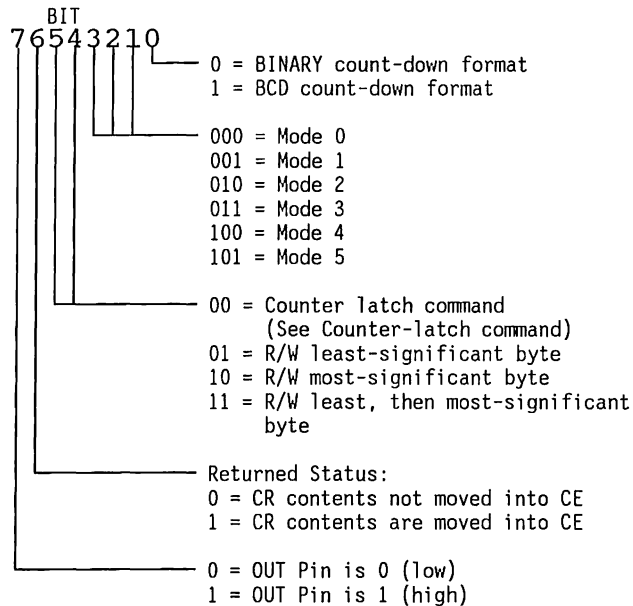 BIT
76543210
0 = BINARY count-down format
1 = BCD count-down format
000 = Mode 0
001 = Mode 1
010 = Mode 2
011 = Mode 3
100 = Mode 4
101 = Mode 5
00 = Counter latch command
(See Counter-latch command)
01 = R/W least-significant byte
10 = R/W most-significant byte
11 = R/W least, then most-significant
byte
Returned Status:
0 = CR contents not moved into CE
1 = CR contents are moved into CE
0 = OUT Pin is 0 (low)
1 = OUT Pin is 1 (high)